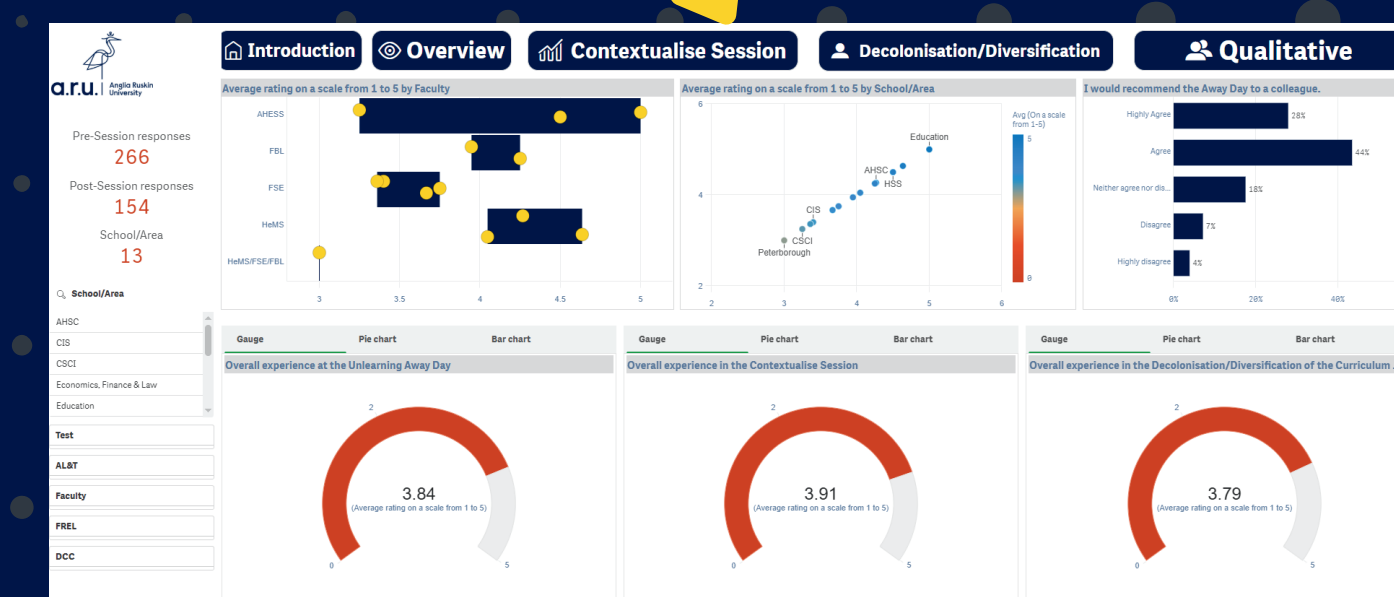 a.r.u.
Anglia Ruskin
University
Introduction
Overview
Contextualise Session
Decolonisation/Diversification
Qualitative
Pre-Session responses
266
Post-Session responses
154
School/Area
13
School/Area
AHSC
CIS
CSCI
Economics, Finance & Law
Education
Test
AL&T
Faculty
FREL
DCC
Average rating on a scale from 1 to 5 by Faculty
AHESS
FBL
FSE
HeMS
HeMS/FSE/FBL
3
3.5
4
4.5
5
Average rating on a scale from 1 to 5 by School/Area
6
4
2
2
3
4
5
6
Education
AHSC
HSS
CIS
CSCI
Peterborough
Avg (On a scale
from 1-5)
5
0
I would recommend the Away Day to a colleague.
Highly Agree
28%
Agree
44%
Neither agree nor dis...
18%
Disagree
7%
Highly disagree
4%
0%
20%
40%
Gauge
Pie chart
Bar chart
Overall experience at the Unlearning Away Day
2
3.84
(Average rating on a scale from 1 to 5)
0
5
Gauge
Pie chart
Bar chart
Overall experience in the Contextualise Session
2
3.91
(Average rating on a scale from 1 to 5)
0
5
Gauge
Pie chart
Bar chart
Overall experience in the Decolonisation/Diversification of the Curriculum
2
3.79
(Average rating on a scale from 1 to 5)
0
5